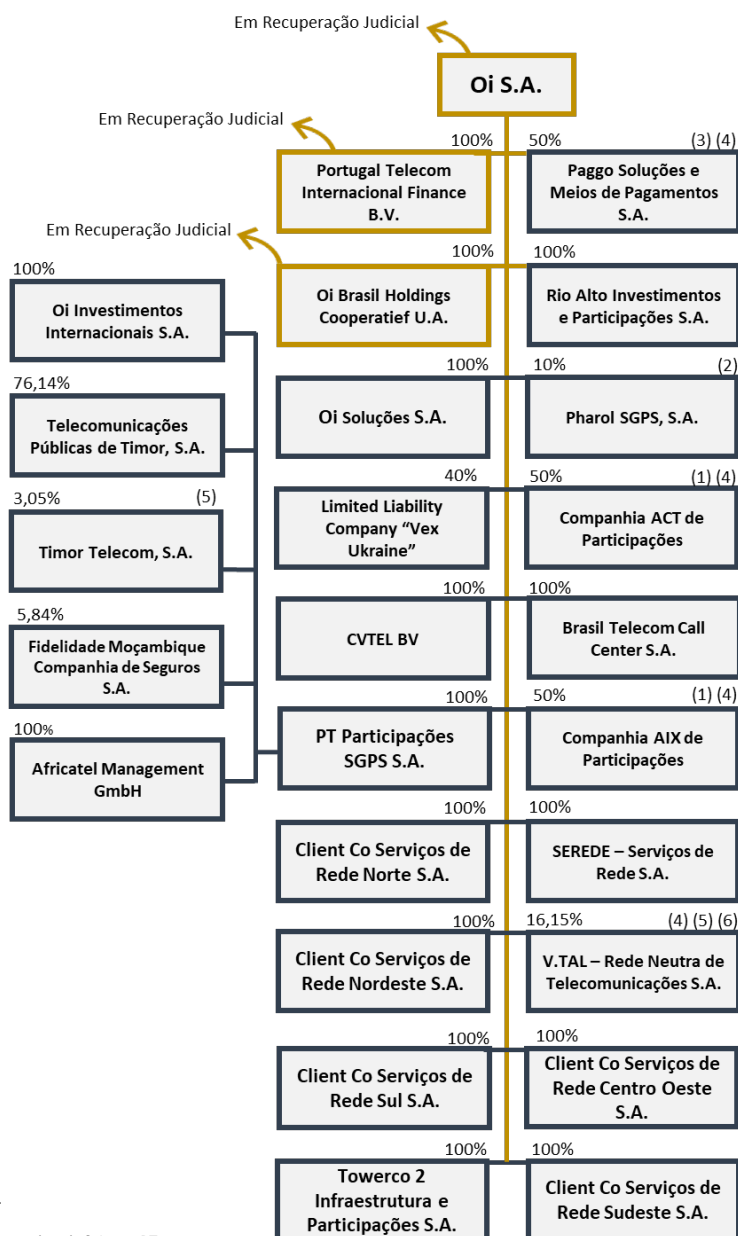 Em Recuperação Judicial
Oi S.A.
Em Recuperação Judicial
100%
Portugal Telecom
Internacional Finance
B.V.
50% (3) (4)
Paggo Soluções e
Meios de Pagamentos
S.A.
Em Recuperação Judicial
100%
Oi Brasil Holdings
Cooperatief U.A.
100%
Rio Alto Investimentos
e Participações S.A.
100%
Oi Investimentos
Internacionais S.A.
100%
Oi Soluções S.A.
10% (2)
Pharol SGPS, S.A.
76,14%
Telecomunicações
Públicas de Timor, S.A.
40%
Limited Liability
Company “Vex
Ukraine”
50% (1) (4)
Companhia ACT de
Participações
3,05% (5)
Timor Telecom, S.A.
100%
CVTEL BV
100%
Brasil Telecom Call
Center S.A.
5,84%
Fidelidade Moçambique
Companhia de Seguros
S.A.
100%
PT Participações
SGPS S.A.
50% (1) (4)
Companhia AIX de
Participações
100%
Africatel Management
GmbH
100%
Client Co Serviços de
Rede Norte S.A.
100%
SEREDE – Serviços de
Rede S.A.
100%
Client Co Serviços de
Rede Nordeste S.A.
16,15% (4) (5) (6)
V.TAL – Rede Neutra de
Telecomunicações S.A.
100%
Client Co Serviços de
Rede Sul S.A.
100%
Client Co Serviços de
Rede Centro Oeste
S.A.
100%
Towerco 2
Infraestrutura e
Participações S.A.
100%
Client Co Serviços de
Rede Sudeste S.A.